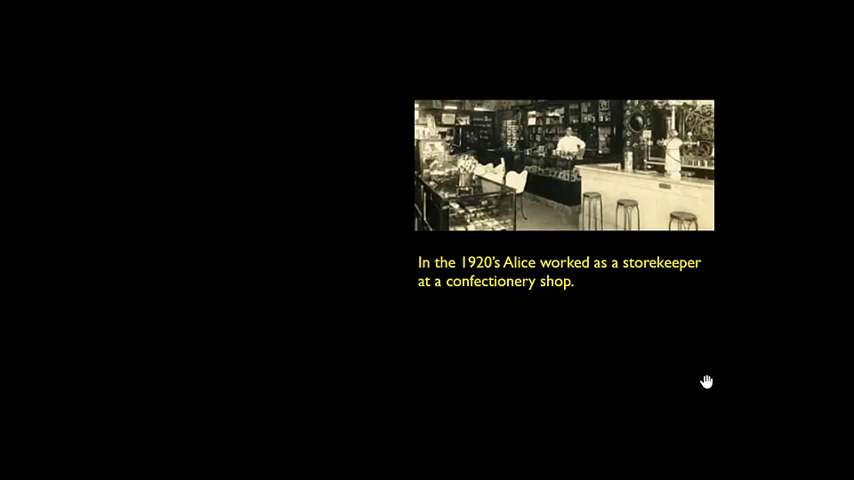 In the 1920's Alice worked as a storekeeper
at a confectionery shop.